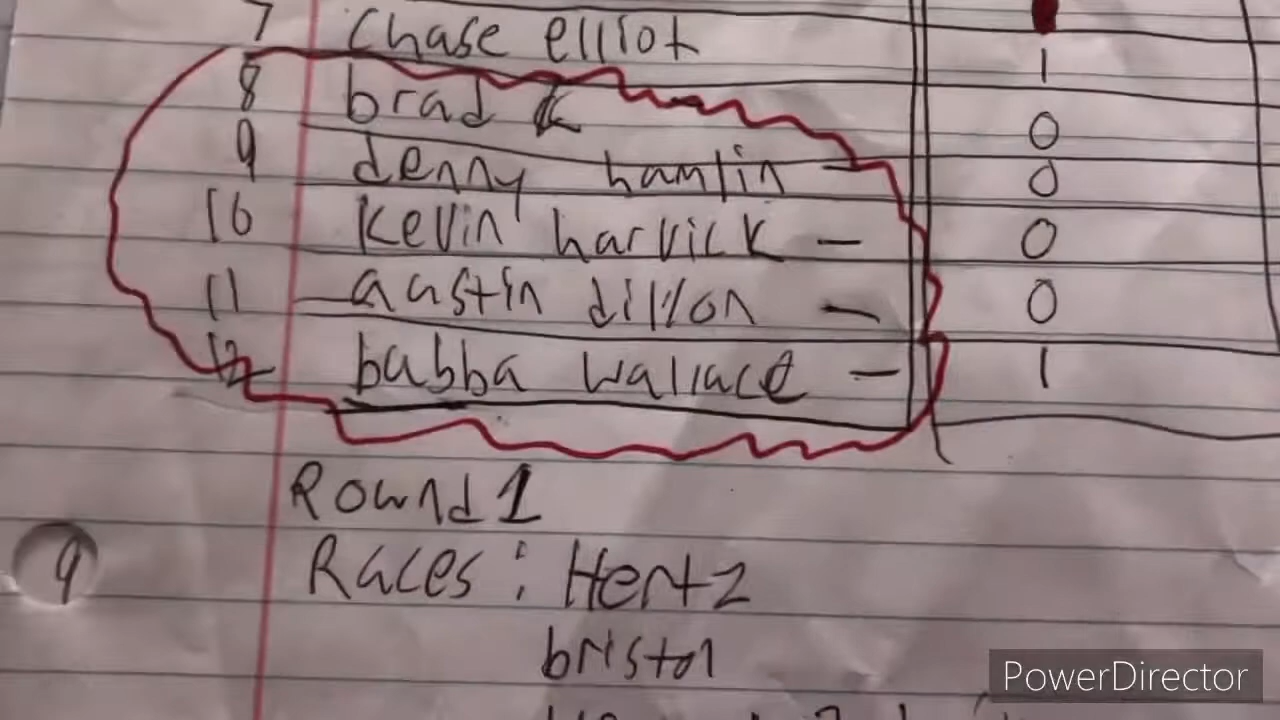 7 Chase elliot 1
8 brad K 0
9 denny hamlin - 0
10 Kevin harvick - 0
11 austin dillon - 0
12 bubba wallace - 1
Round 1
Races: Hertz
9
bristol
PowerDirector